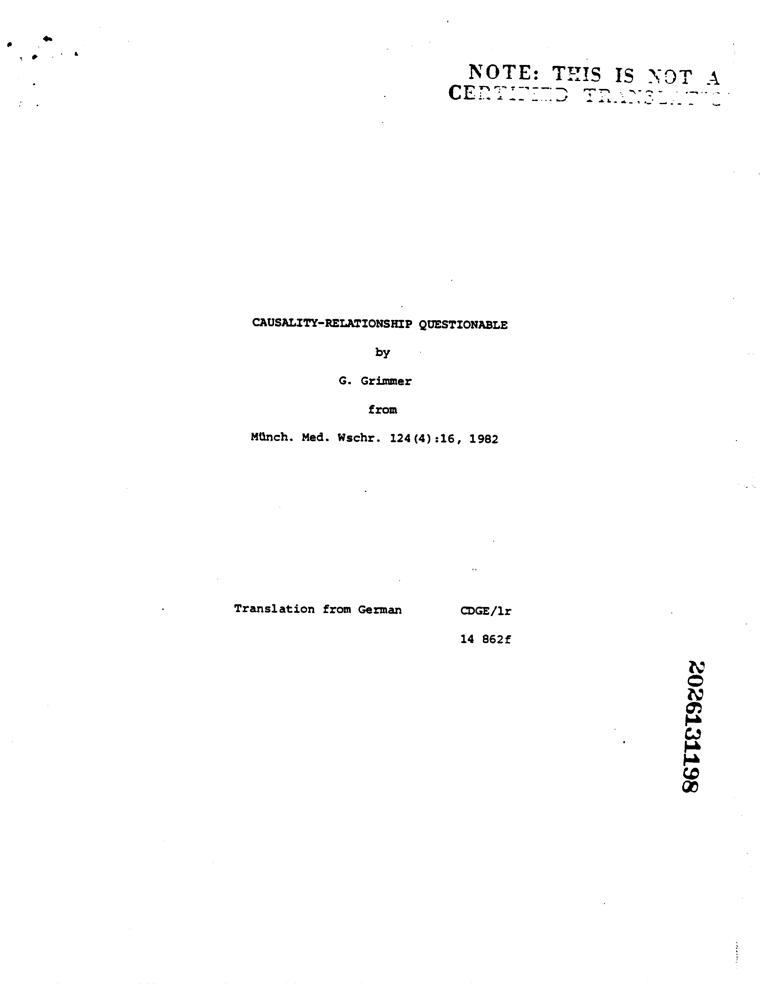 NOTE: THIS IS NOT A
CERTIFIED
CAUSALITY-RELATIONSHIP QUESTIONABLE
by
G. Grimmer
from
Münch. Med. Wschr. 124(4):16, 1982
Translation from German CDGE/lr
14 862f
2026131198